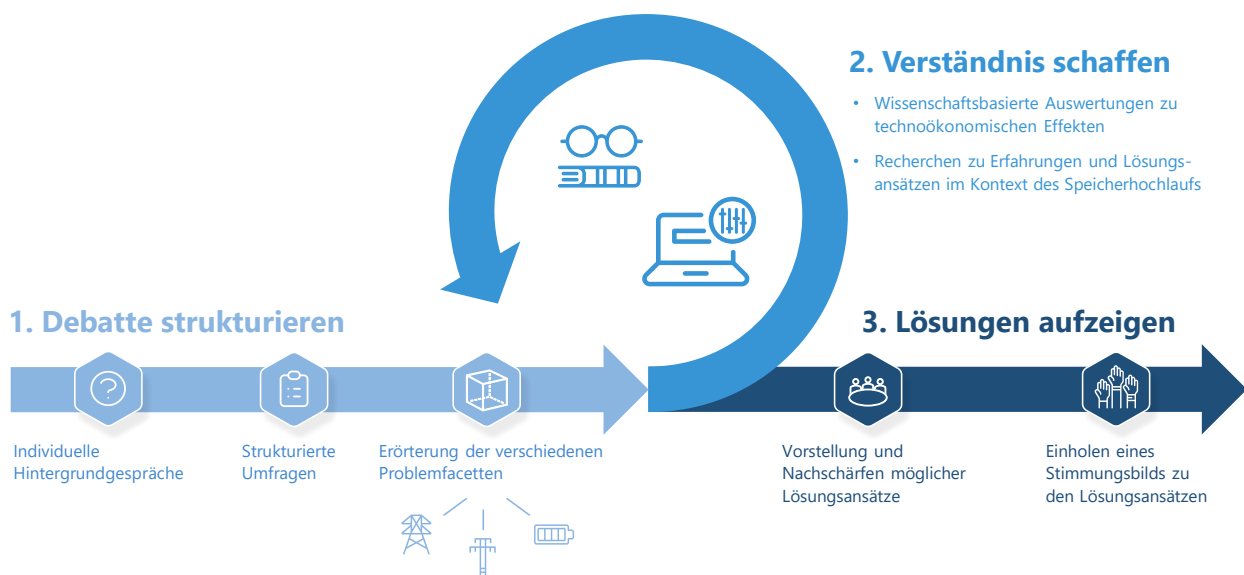 1. Debatte strukturieren
Individuelle
Hintergrundgespräche
Strukturierte
Umfragen
Erörterung der verschiedenen
Problemfacetten
2. Verständnis schaffen
• Wissenschaftsbasierte Auswertungen zu
technoökonomischen Effekten
• Recherchen zu Erfahrungen und Lösungs-
ansätzen im Kontext des Speicherhochlaufs
3. Lösungen aufzeigen
Vorstellung und
Nachschärfen möglicher
Lösungsansätze
Einholen eines
Stimmungsbilds zu
den Lösungsansätzen